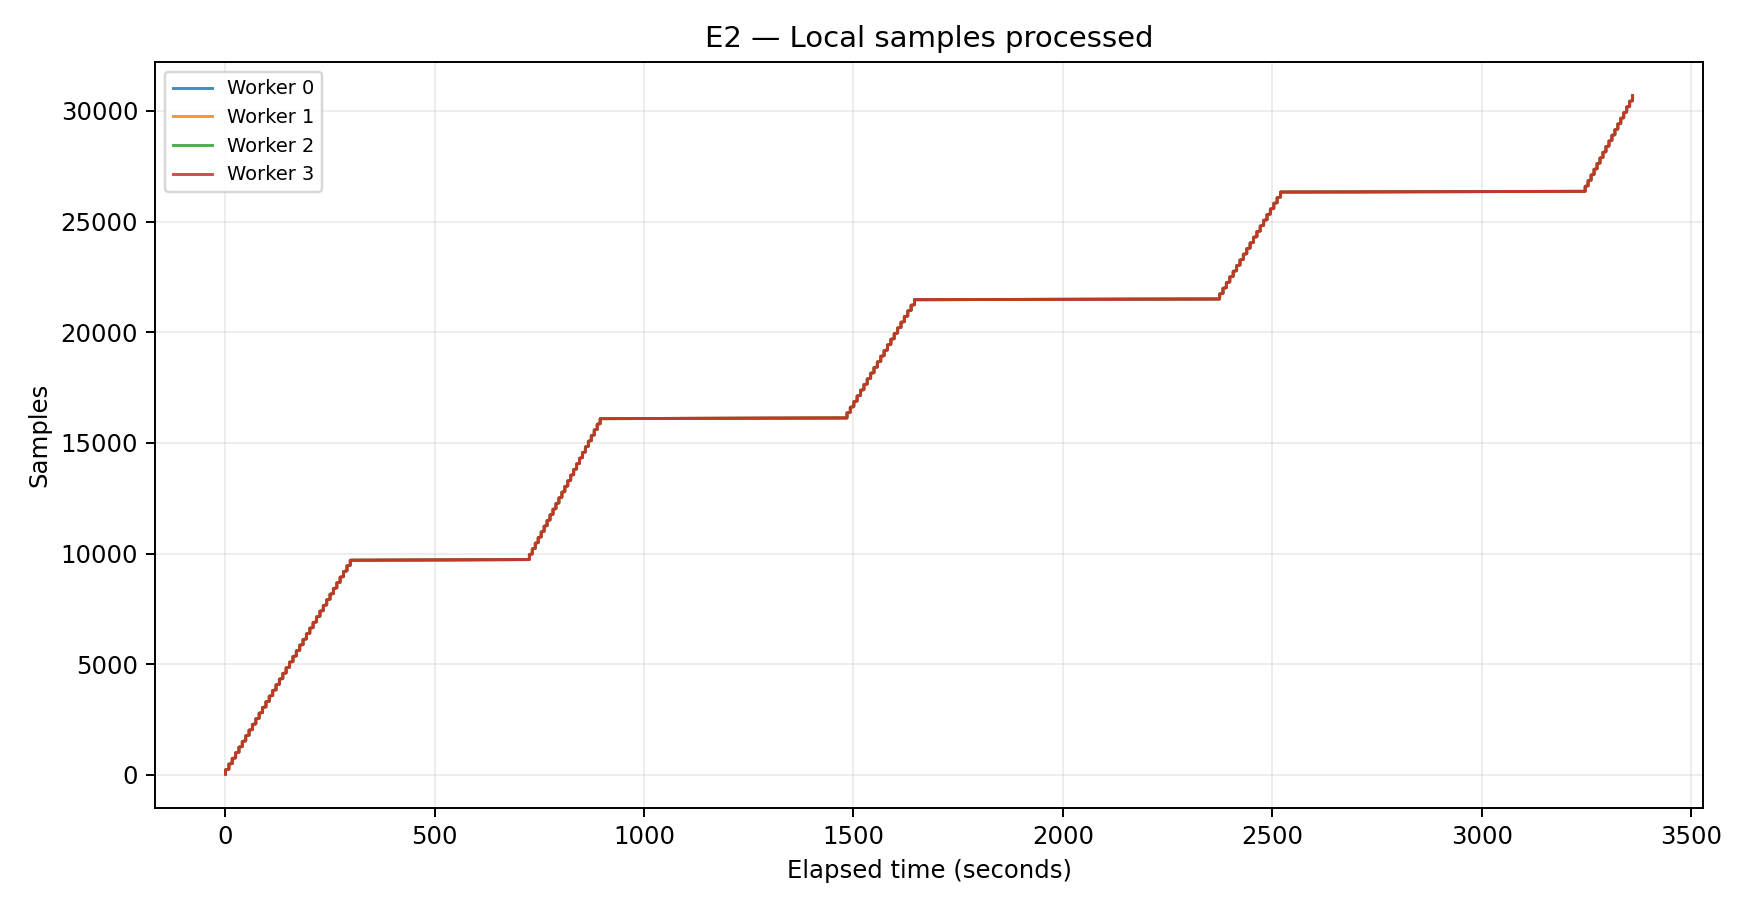 E2 — Local samples processed
Worker 0
Worker 1
Worker 2
Worker 3
30000
25000
20000
15000
10000
5000
0
Samples
0 500 1000 1500 2000 2500 3000 3500
Elapsed time (seconds)